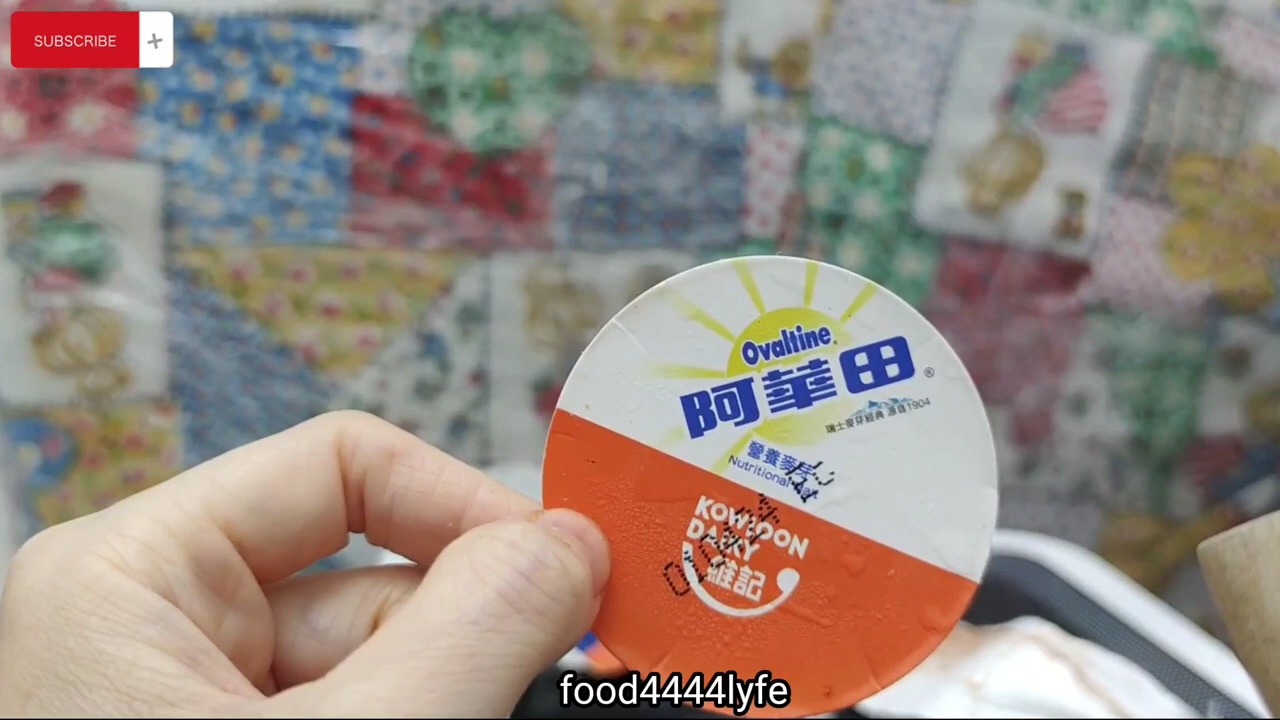 SUBSCRIBE +
Ovaltine
阿華田®
瑞士麥芽經典 源自1904
營養麥
Nutritional
KOWLOON
DAIRY
維記
food4444lyfe